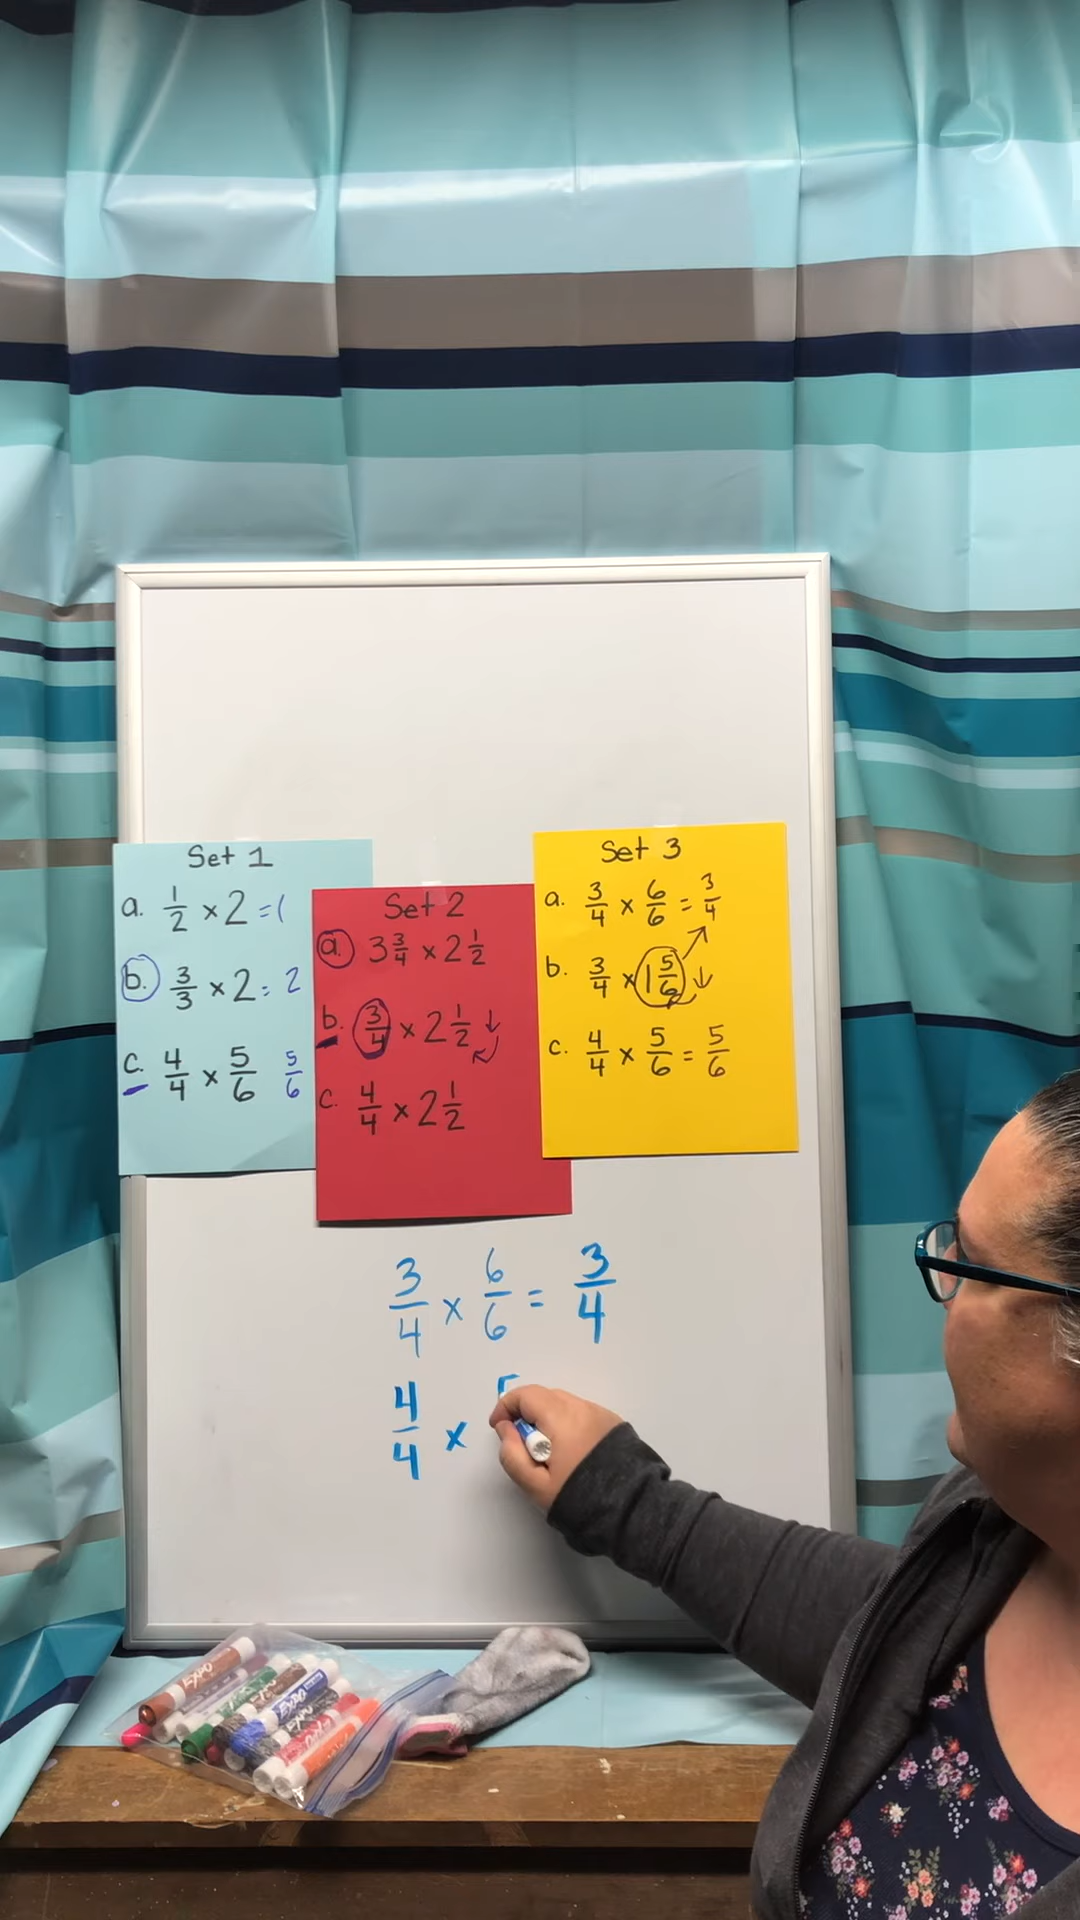 Set 1
a. 1/2 × 2 = 1
b. 3/3 × 2 = 2
c. 4/4 × 5/6 5/6
Set 2
a. 3 3/4 × 2 1/2
b. 3/4 × 2 1/2 ↓
c. 4/4 × 2 1/2
Set 3
a. 3/4 × 6/6 = 3/4
b. 3/4 × 1 5/6 ↓
c. 4/4 × 5/6 = 5/6
3/4 × 6/6 = 3/4
4/4 × 5
EXPO
EXPO
EXPO